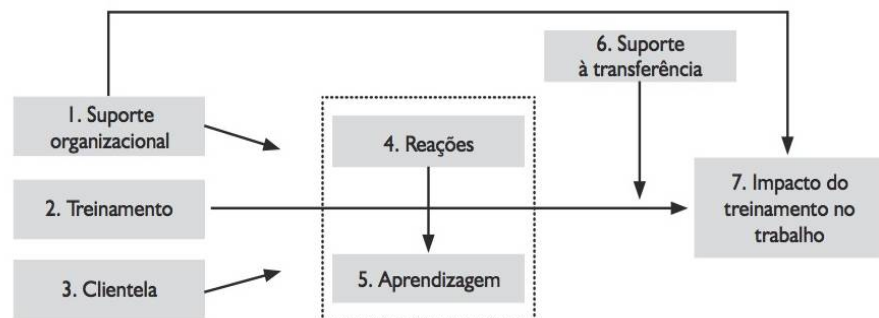 1. Suporte
organizacional
2. Treinamento
3. Clientela
4. Reações
5. Aprendizagem
6. Suporte
à transferência
7. Impacto do
treinamento no
trabalho